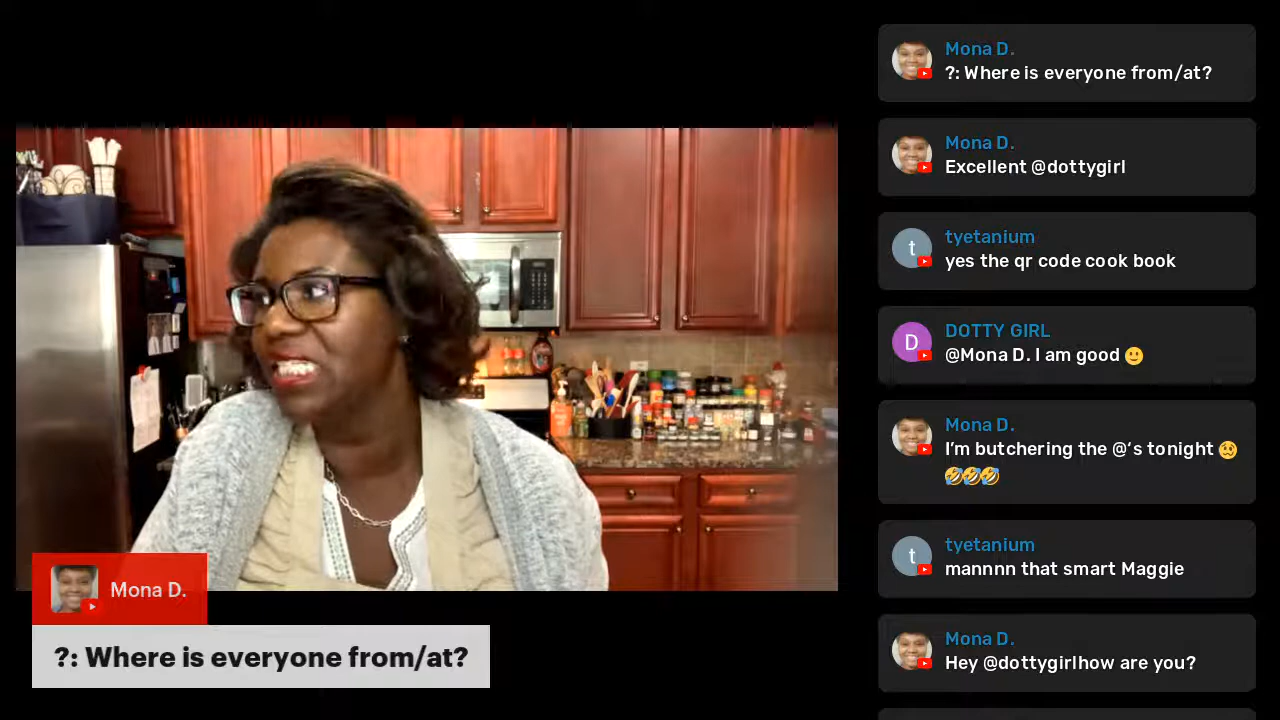 Mona D.
?: Where is everyone from/at?
Mona D.
Excellent @dottygirl
tyetanium
yes the qr code cook book
D
DOTTY GIRL
@Mona D. I am good 🙂
Mona D.
I'm butchering the @'s tonight 🥴
🤣🤣🤣
t
tyetanium
mannnn that smart Maggie
Mona D.
Hey @dottygirlhow are you?
Mona D.
?: Where is everyone from/at?